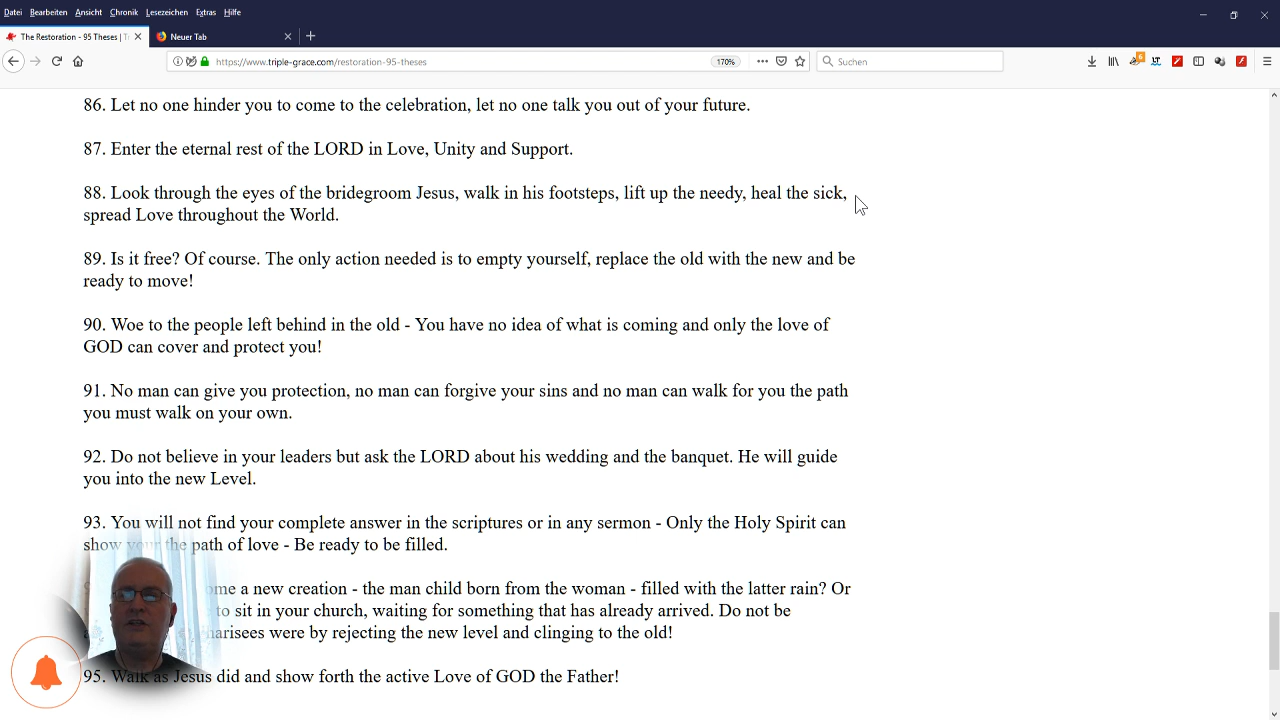 Datei Bearbeiten Ansicht Chronik Lesezeichen Extras Hilfe
The Restoration - 95 Theses | Neuer Tab
https://www.triple-grace.com/restoration-95-theses 170% Suchen
86. Let no one hinder you to come to the celebration, let no one talk you out of your future.
87. Enter the eternal rest of the LORD in Love, Unity and Support.
88. Look through the eyes of the bridegroom Jesus, walk in his footsteps, lift up the needy, heal the sick,
spread Love throughout the World.
89. Is it free? Of course. The only action needed is to empty yourself, replace the old with the new and be
ready to move!
90. Woe to the people left behind in the old - You have no idea of what is coming and only the love of
GOD can cover and protect you!
91. No man can give you protection, no man can forgive your sins and no man can walk for you the path
you must walk on your own.
92. Do not believe in your leaders but ask the LORD about his wedding and the banquet. He will guide
you into the new Level.
93. You will not find your complete answer in the scriptures or in any sermon - Only the Holy Spirit can
show your the path of love - Be ready to be filled.
a new creation - the man child born from the woman - filled with the latter rain? Or
to sit in your church, waiting for something that has already arrived. Do not be
were by rejecting the new level and clinging to the old!
95. Walk as Jesus did and show forth the active Love of GOD the Father!